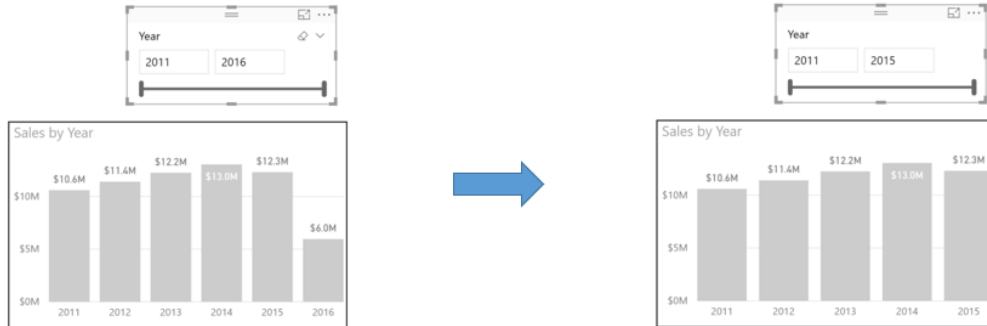 Year
2011 2016
Sales by Year
$10.6M $11.4M $12.2M $13.0M $12.3M $6.0M
$10M
$5M
$0M
2011 2012 2013 2014 2015 2016
Year
2011 2015
Sales by Year
$10.6M $11.4M $12.2M $13.0M $12.3M
$10M
$5M
$0M
2011 2012 2013 2014 2015